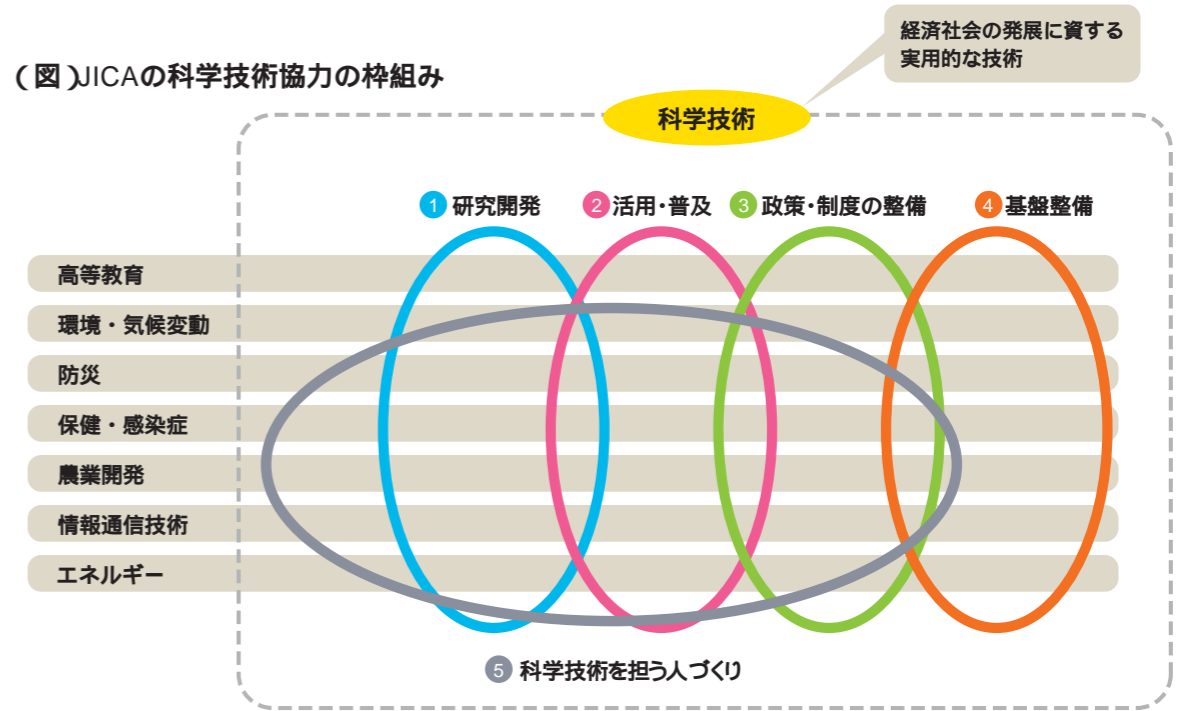 経済社会の発展に資する
実用的な技術
(図)JICAの科学技術協力の枠組み
科学技術
1 研究開発
2 活用・普及
3 政策・制度の整備
4 基盤整備
高等教育
環境・気候変動
防災
保健・感染症
農業開発
情報通信技術
エネルギー
5 科学技術を担う人づくり